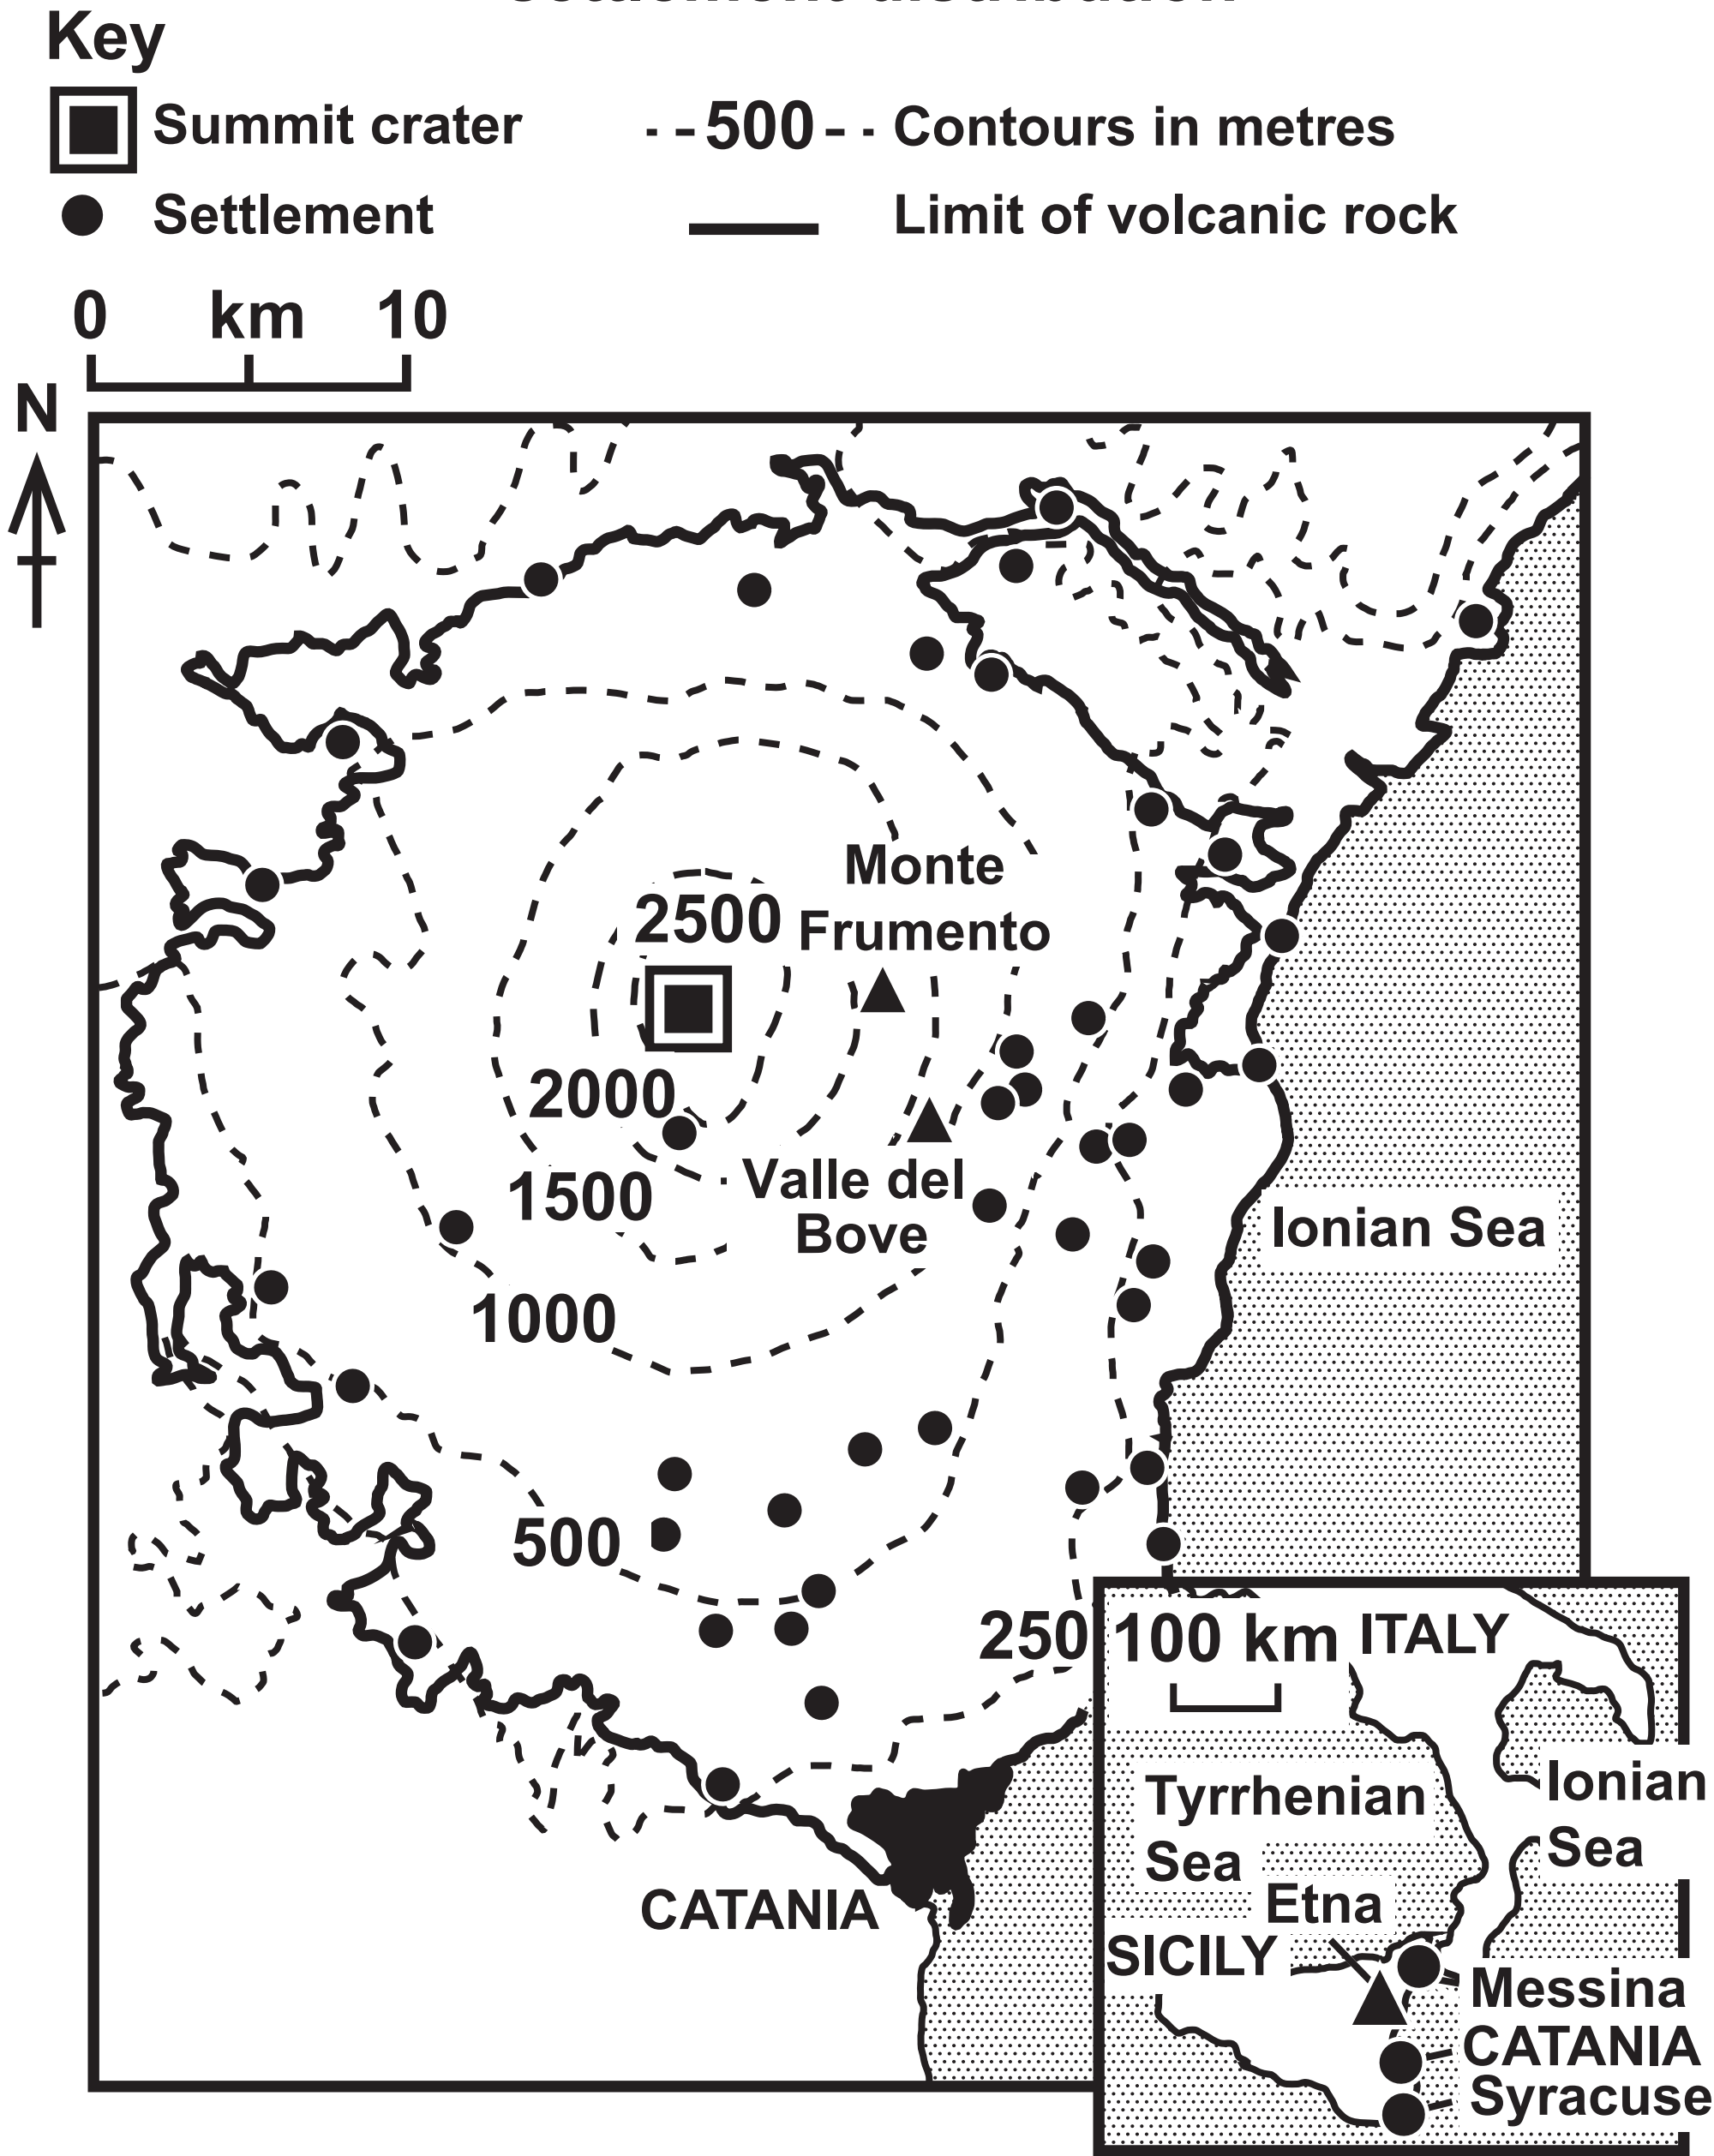 Key
Summit crater
500
Contours in metres
Settlement
Limit of volcanic rock
0 km 10
N
Monte
Frumento
2500
2000
1500
Valle del
Bove
Ionian Sea
1000
500
250
100 km
ITALY
Tyrrhenian
Sea
Ionian
Sea
Etna
CATANIA
SICILY
Messina
CATANIA
Syracuse